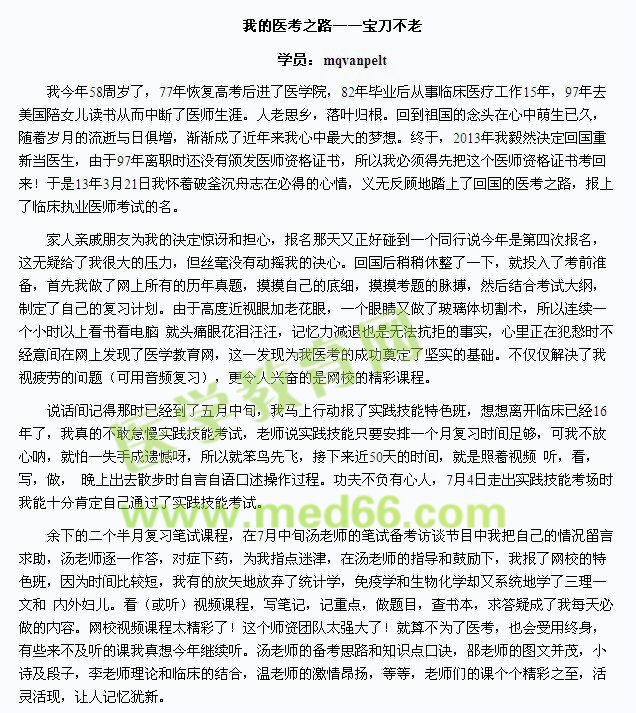 我的医考之路——宝刀不老
学员：mqvanpelt
我今年58周岁了，77年恢复高考后进了医学院，82年毕业后从事临床医疗工作15年，97年去
美国陪女儿读书从而中断了医师生涯。人老思乡，落叶归根。回到祖国的念头在心中萌生已久，
随着岁月的流逝与日俱增，渐渐成了近年来我心中最大的梦想。终于，2013年我毅然决定回国重
新当医生，由于97年离职时还没有颁发医师资格证书，所以我必须得先把这个医师资格证书考回
来！于是13年3月21日我怀着破釜沉舟志在必得的心情，义无反顾地踏上了回国的医考之路，报上
了临床执业医师考试的名。
家人亲戚朋友为我的决定惊讶和担心，报名那天又正好碰到一个同行说今年是第四次报名，
这无疑给了我很大的压力，但丝毫没有动摇我的决心。回国后稍稍休整了一下，就投入了考前准
备，首先我做了网上所有的历年真题，摸摸自己的底细，摸摸考题的脉搏，然后结合考试大纲，
制定了自己的复习计划。由于高度近视眼加老花眼，一个眼睛又做了玻璃体切割术，所以连续一
个小时以上看书看电脑 就头痛眼花泪汪汪，记忆力减退也是无法抗拒的事实，心里正在犯愁时不
经意间在网上发现了医学教育网，这一发现为我医考的成功奠定了坚实的基础。不仅仅解决了我
视疲劳的问题（可用音频复习），更令人兴奋的是网校的精彩课程。
说话间记得那时已经到了五月中旬，我马上行动报了实践技能特色班，想想离开临床已经16
年了，我真的不敢怠慢实践技能考试，老师说实践技能只要安排一个月复习时间足够，可我不放
心呐，就怕一失手成遗憾呀，所以就笨鸟先飞，接下来近50天的时间，就是照着视频 听，看，
写，做， 晚上出去散步时自言自语口述操作过程。功夫不负有心人，7月4日走出实践技能考场时
我能十分肯定自己通过了实践技能考试。
余下的二个半月复习笔试课程，在7月中旬汤老师的笔试备考访谈节目中我把自己的情况留言
求助，汤老师逐一作答，对症下药，为我指点迷津，在汤老师的指导和鼓励下，我报了网校的特
色班，因为时间比较短，我有的放矢地放弃了统计学，免疫学和生物化学却又系统地学了三理一
文和 内外妇儿。看（或听）视频课程，写笔记，记重点，做题目，查书本，求答疑成了我每天必
做的内容。网校视频课程太精彩了！这个师资团队太强大了！就算不为了医考，也会受用终身，
有些来不及听的课我真想今年继续听。汤老师的备考思路和知识点口诀，邵老师的图文并茂，小
诗及段子，李老师理论和临床的结合，温老师的激情昂扬，等等，老师们的课个个精彩之至，活
灵活现，让人记忆犹新。
医学教育网
www.med66.com